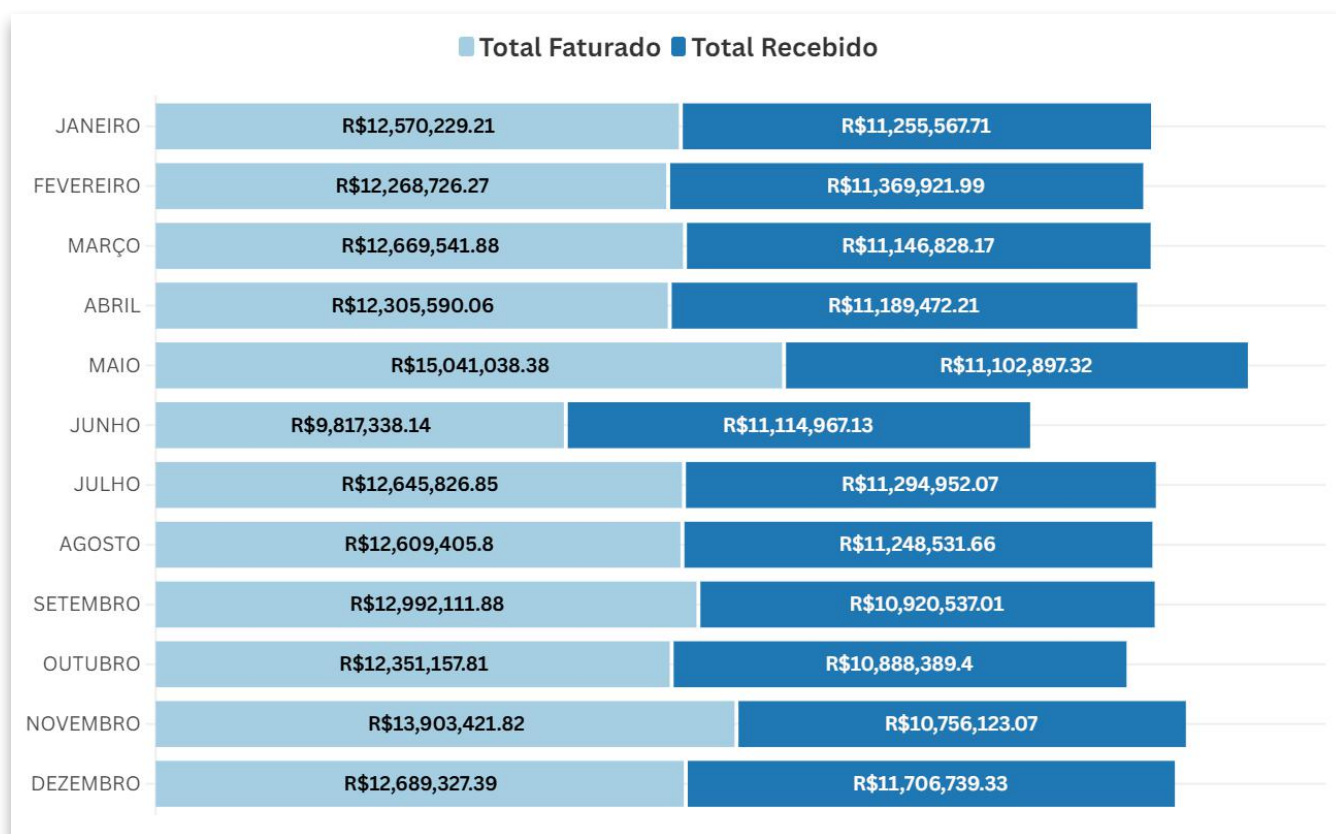 Total Faturado Total Recebido
JANEIRO R$12,570,229.21 R$11,255,567.71
FEVEREIRO R$12,268,726.27 R$11,369,921.99
MARÇO R$12,669,541.88 R$11,146,828.17
ABRIL R$12,305,590.06 R$11,189,472.21
MAIO R$15,041,038.38 R$11,102,897.32
JUNHO R$9,817,338.14 R$11,114,967.13
JULHO R$12,645,826.85 R$11,294,952.07
AGOSTO R$12,609,405.8 R$11,248,531.66
SETEMBRO R$12,992,111.88 R$10,920,537.01
OUTUBRO R$12,351,157.81 R$10,888,389.4
NOVEMBRO R$13,903,421.82 R$10,756,123.07
DEZEMBRO R$12,689,327.39 R$11,706,739.33